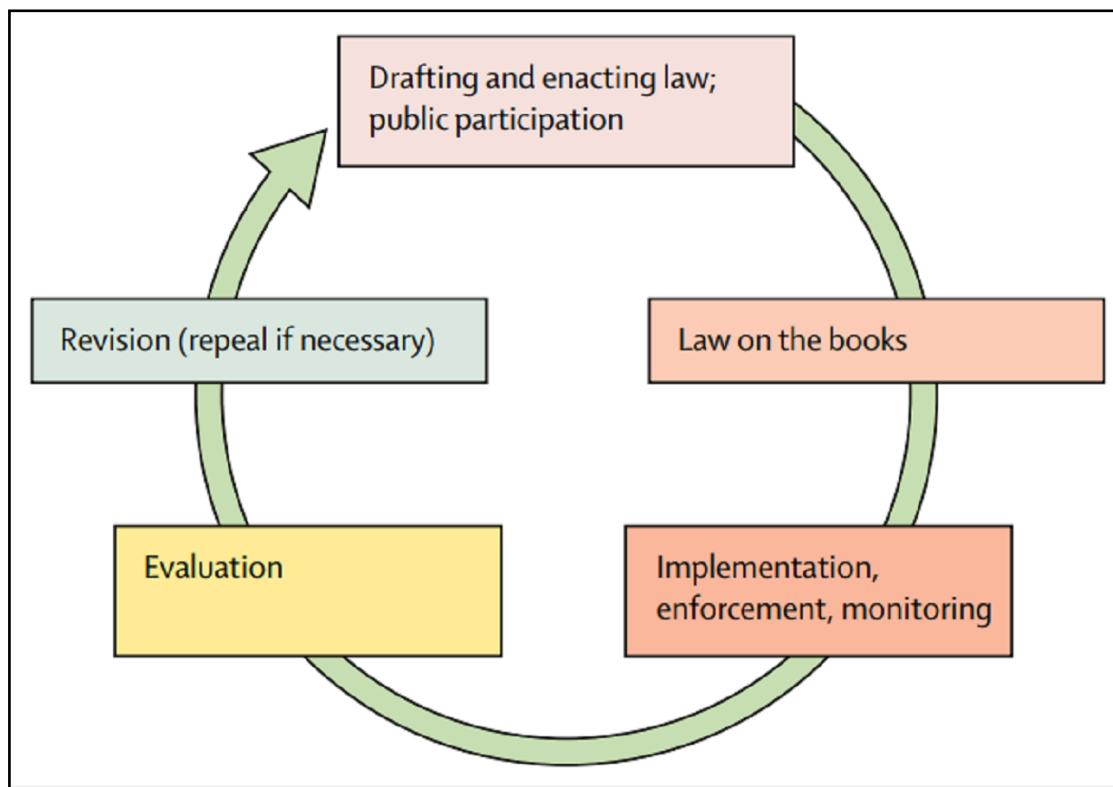 Drafting and enacting law;
public participation
Law on the books
Implementation,
enforcement, monitoring
Evaluation
Revision (repeal if necessary)